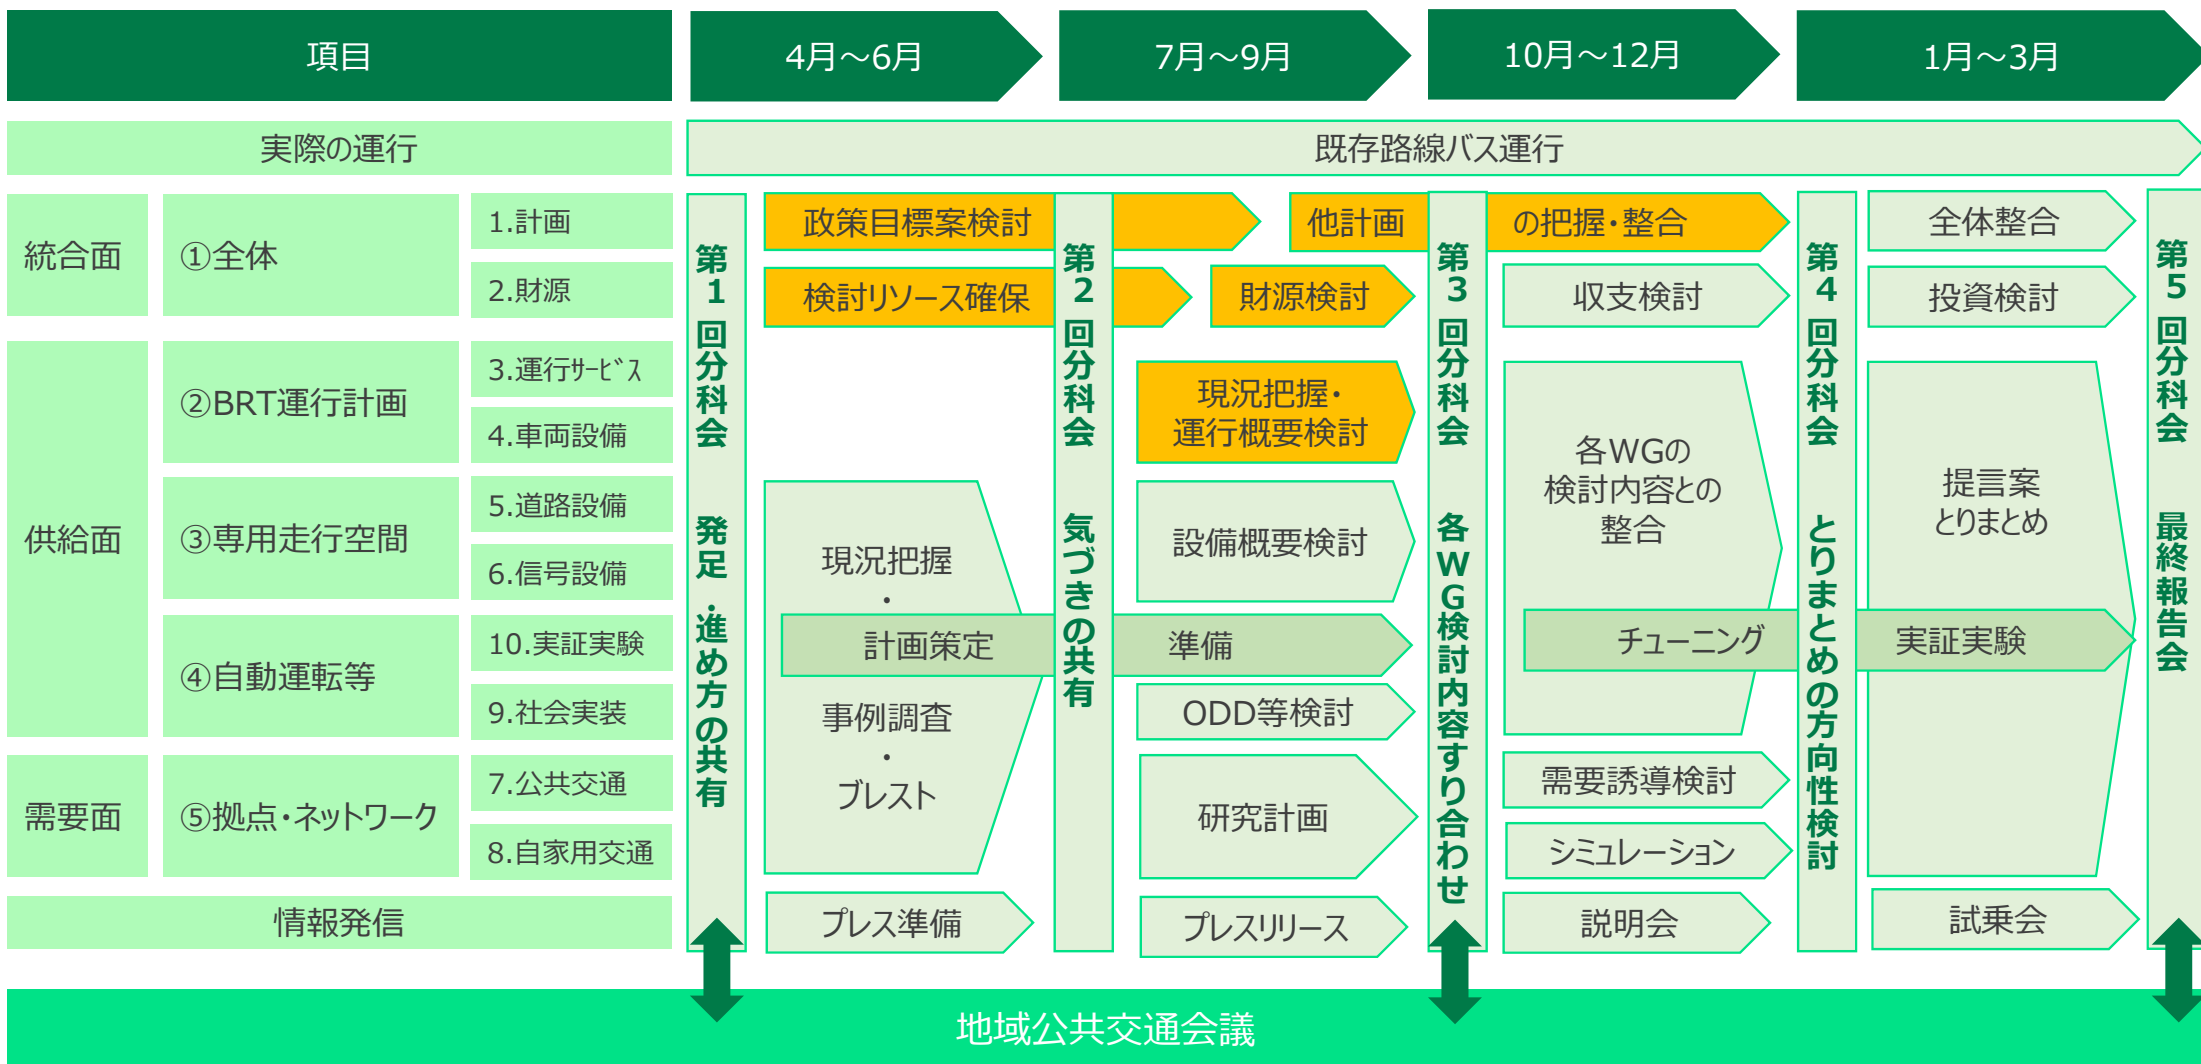 項目
4月～6月
7月～9月
10月～12月
1月～3月
実際の運行
既存路線バス運行
統合面
①全体
1.計画
2.財源
供給面
②BRT運行計画
3.運行ｻｰﾋﾞｽ
4.車両設備
③専用走行空間
5.道路設備
6.信号設備
④自動運転等
10.実証実験
9.社会実装
需要面
⑤拠点・ネットワーク
7.公共交通
8.自家用交通
情報発信
第1回分科会　発足・進め方の共有
政策目標案検討
検討リソース確保
現況把握
・
計画策定
事例調査
・
ブレスト
プレス準備
第2回分科会　気づきの共有
他計画
の把握・整合
財源検討
現況把握・
運行概要検討
設備概要検討
準備
ODD等検討
研究計画
プレスリリース
第3回分科会　各WG検討内容すり合わせ
収支検討
各WGの
検討内容との
整合
チューニング
需要誘導検討
シミュレーション
説明会
第4回分科会　とりまとめの方向性検討
全体整合
投資検討
提言案
とりまとめ
実証実験
試乗会
第5回分科会　最終報告会
地域公共交通会議